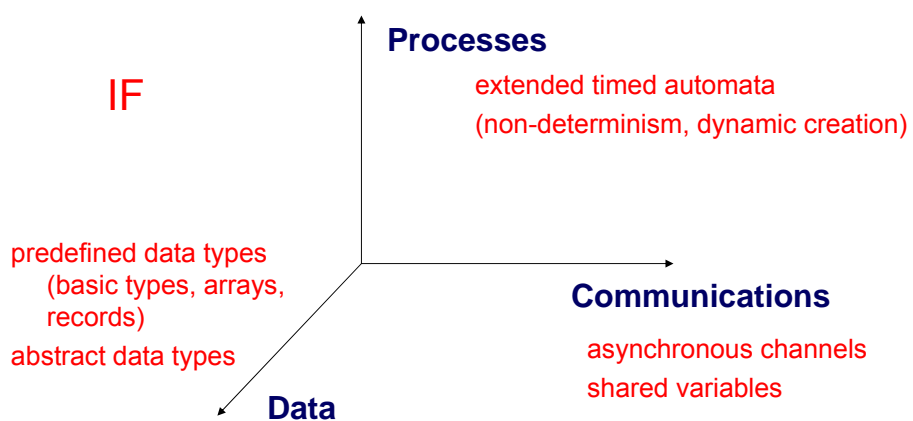 Processes
IF
extended timed automata
(non-determinism, dynamic creation)
predefined data types
(basic types, arrays,
records)
abstract data types
Communications
asynchronous channels
shared variables
Data